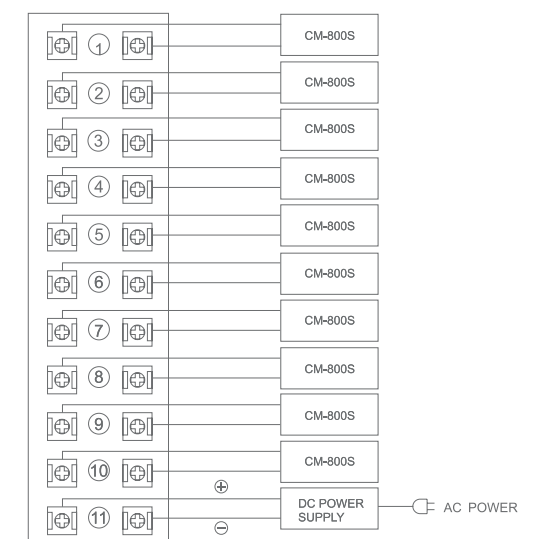 1 CM-800S
2 CM-800S
3 CM-800S
4 CM-800S
5 CM-800S
6 CM-800S
7 CM-800S
8 CM-800S
9 CM-800S
10 CM-800S
⊕
11 DC POWER AC POWER
SUPPLY
⊖